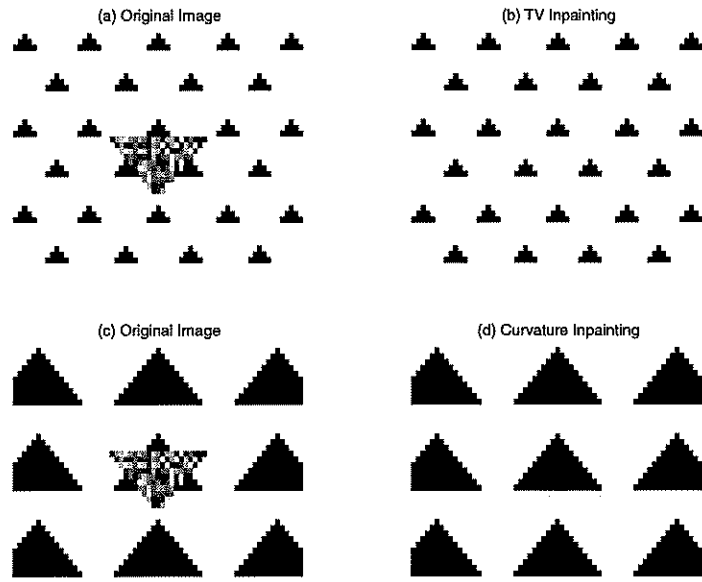 (a) Original Image
(b) TV Inpainting
(c) Original Image
(d) Curvature Inpainting